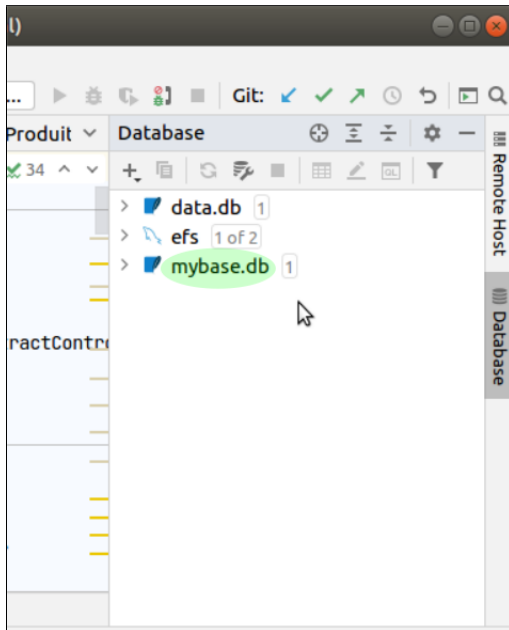 l)
... Git:
Produit Database
34
data.db 1
efs 1 of 2
mybase.db 1
ractContro
Remote Host
Database